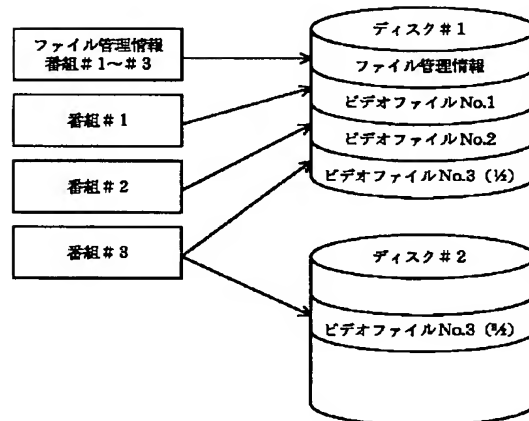 ファイル管理情報
番組#1～#3
番組#1
番組#2
番組#3
ディスク#1
ファイル管理情報
ビデオファイルNo.1
ビデオファイルNo.2
ビデオファイルNo.3（½）
ディスク#2
ビデオファイルNo.3